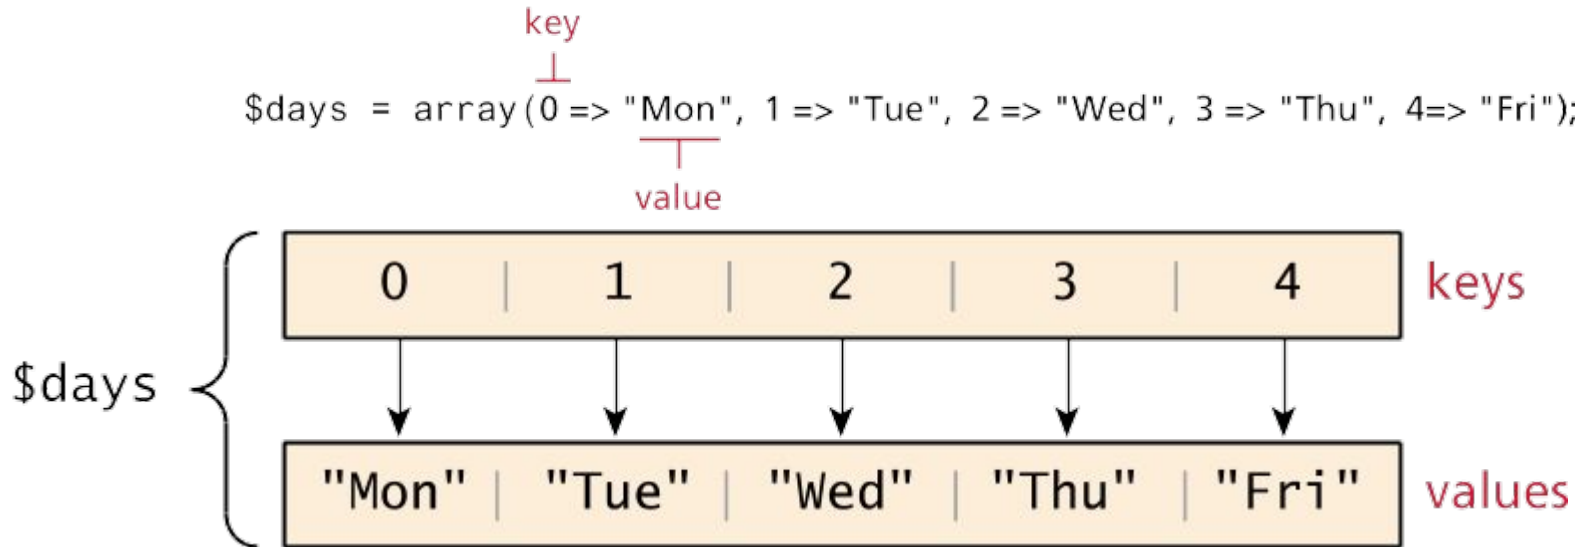 key
$days = array(0 => "Mon", 1 => "Tue", 2 => "Wed", 3 => "Thu", 4=> "Fri");
value
0 | 1 | 2 | 3 | 4 keys
$days
"Mon" | "Tue" | "Wed" | "Thu" | "Fri" values